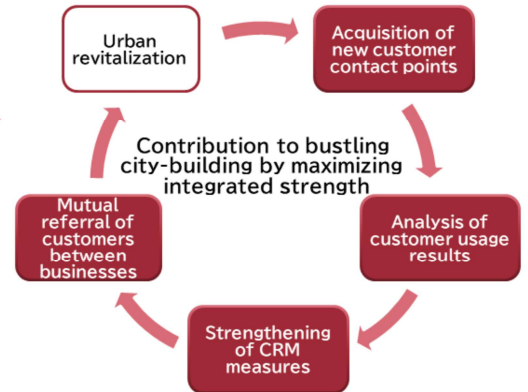 Urban
revitalization
Acquisition of
new customer
contact points
Contribution to bustling
city-building by maximizing
integrated strength
Mutual
referral of
customers
between
businesses
Analysis of
customer usage
results
Strengthening
of CRM
measures